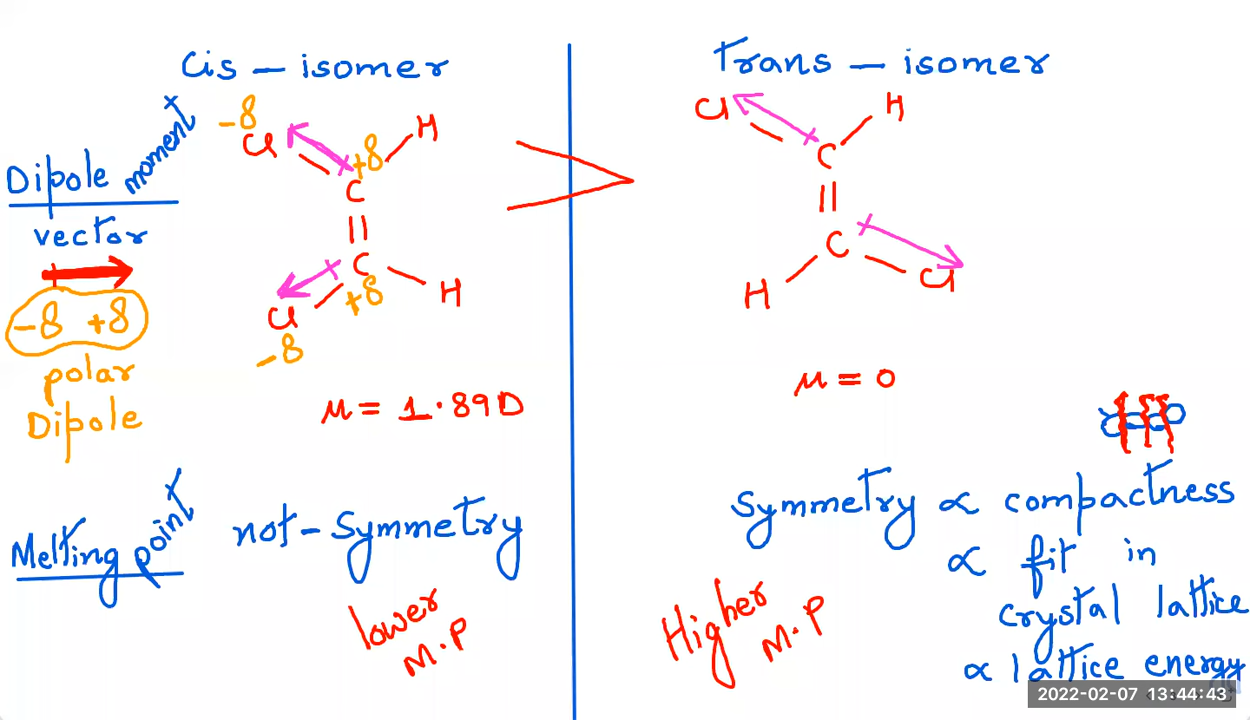 Cis - isomer
Trans - isomer
Dipole moment
vector
-δ +δ
polar
Dipole
-δ
Cl
H
+δ
C
C
+δ
H
Cl
-δ
μ = 1.89D
Cl
H
C
C
H
Cl
μ = 0
Melting point
not-Symmetry
lower
M.P
Symmetry ∝ compactness
∝ fit in
crystal lattice
∝ lattice energy
Higher
M.P
2022-02-07 13:44:43